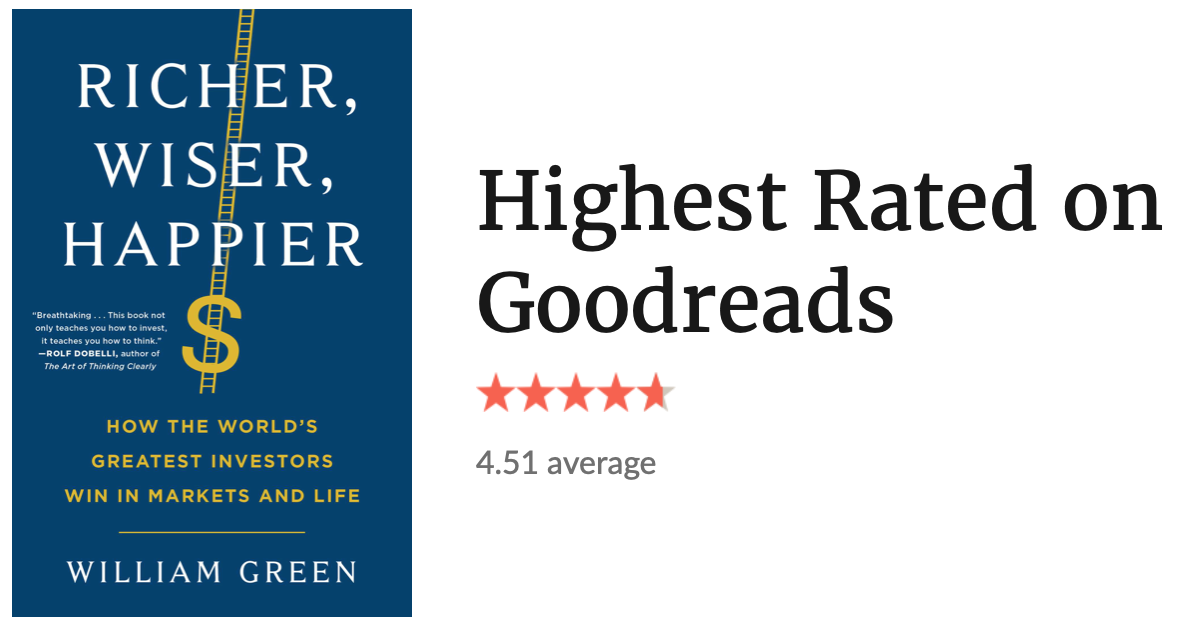 RICHER,
WISER,
HAPPIER
$
“Breathtaking . . . This book not
only teaches you how to invest,
it teaches you how to think.”
—ROLF DOBELLI, author of
The Art of Thinking Clearly
HOW THE WORLD’S
GREATEST INVESTORS
WIN IN MARKETS AND LIFE
WILLIAM GREEN
Highest Rated on
Goodreads
4.51 average